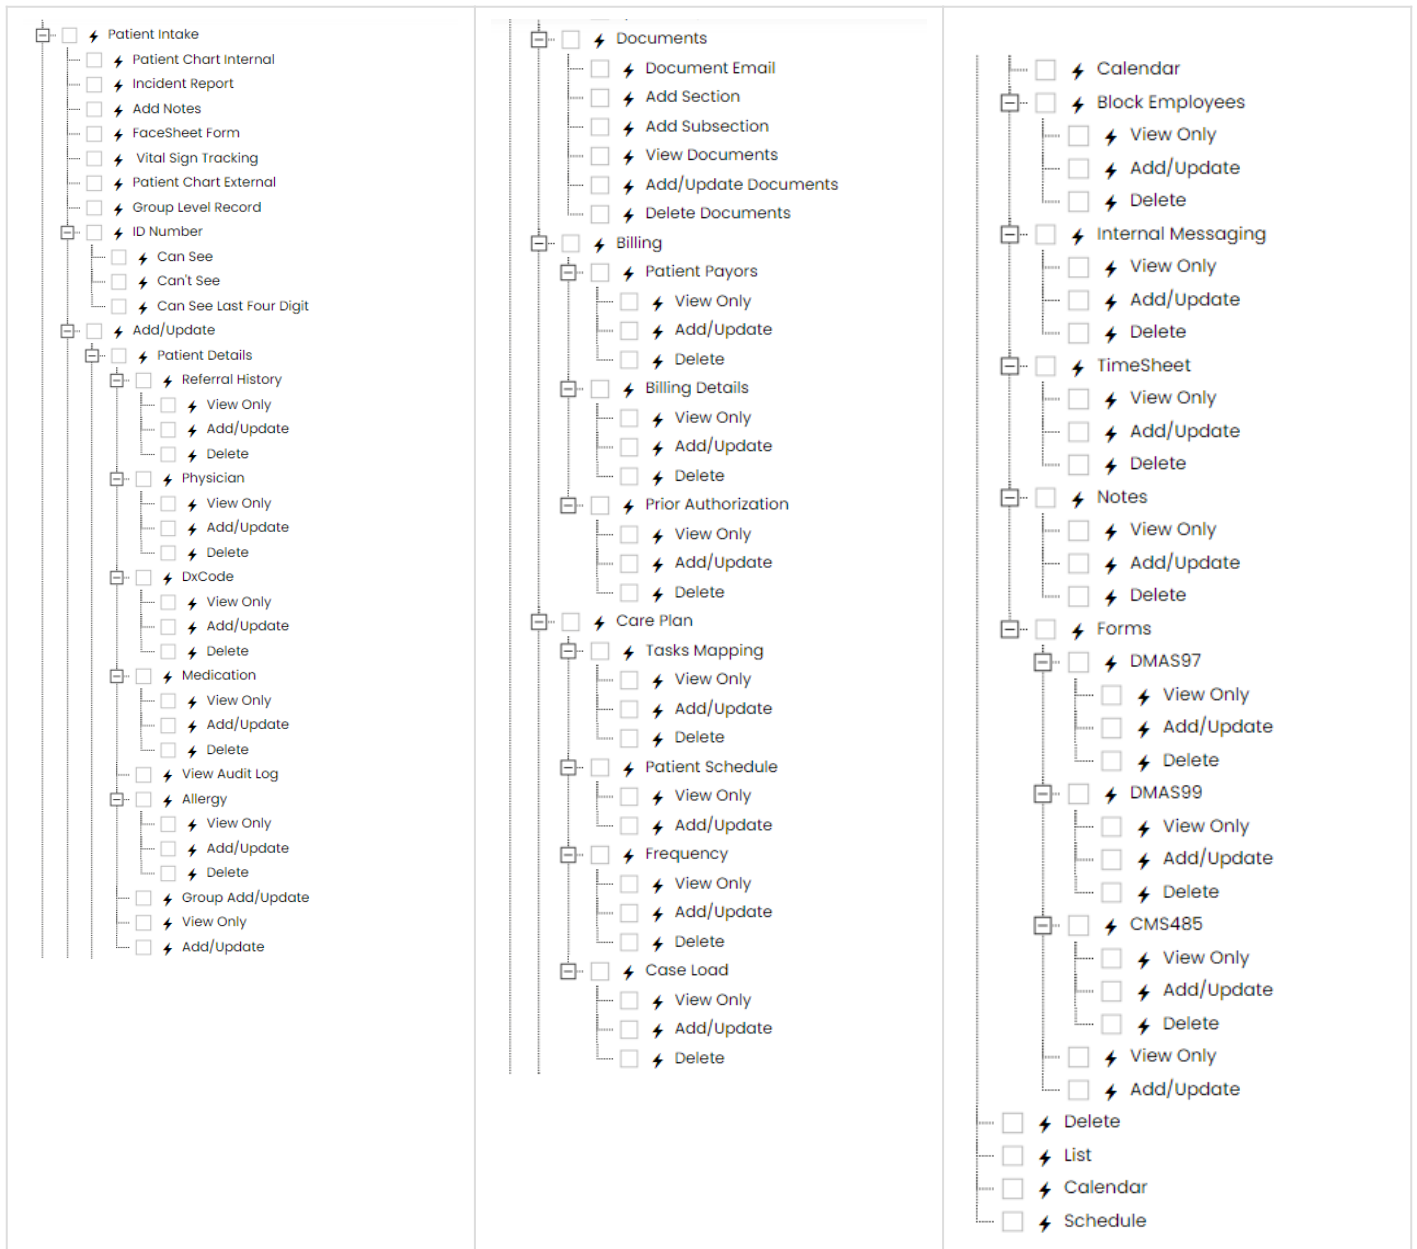 Patient Intake
Patient Chart Internal
Incident Report
Add Notes
FaceSheet Form
Vital Sign Tracking
Patient Chart External
Group Level Record
ID Number
Can See
Can't See
Can See Last Four Digit
Add/Update
Patient Details
Referral History
View Only
Add/Update
Delete
Physician
View Only
Add/Update
Delete
DxCode
View Only
Add/Update
Delete
Medication
View Only
Add/Update
Delete
View Audit Log
Allergy
View Only
Add/Update
Delete
Group Add/Update
View Only
Add/Update
Documents
Document Email
Add Section
Add Subsection
View Documents
Add/Update Documents
Delete Documents
Billing
Patient Payors
View Only
Add/Update
Delete
Billing Details
View Only
Add/Update
Delete
Prior Authorization
View Only
Add/Update
Delete
Care Plan
Tasks Mapping
View Only
Add/Update
Delete
Patient Schedule
View Only
Add/Update
Frequency
View Only
Add/Update
Delete
Case Load
View Only
Add/Update
Delete
Calendar
Block Employees
View Only
Add/Update
Delete
Internal Messaging
View Only
Add/Update
Delete
TimeSheet
View Only
Add/Update
Delete
Notes
View Only
Add/Update
Delete
Forms
DMAS97
View Only
Add/Update
Delete
DMAS99
View Only
Add/Update
Delete
CMS485
View Only
Add/Update
Delete
View Only
Add/Update
Delete
List
Calendar
Schedule